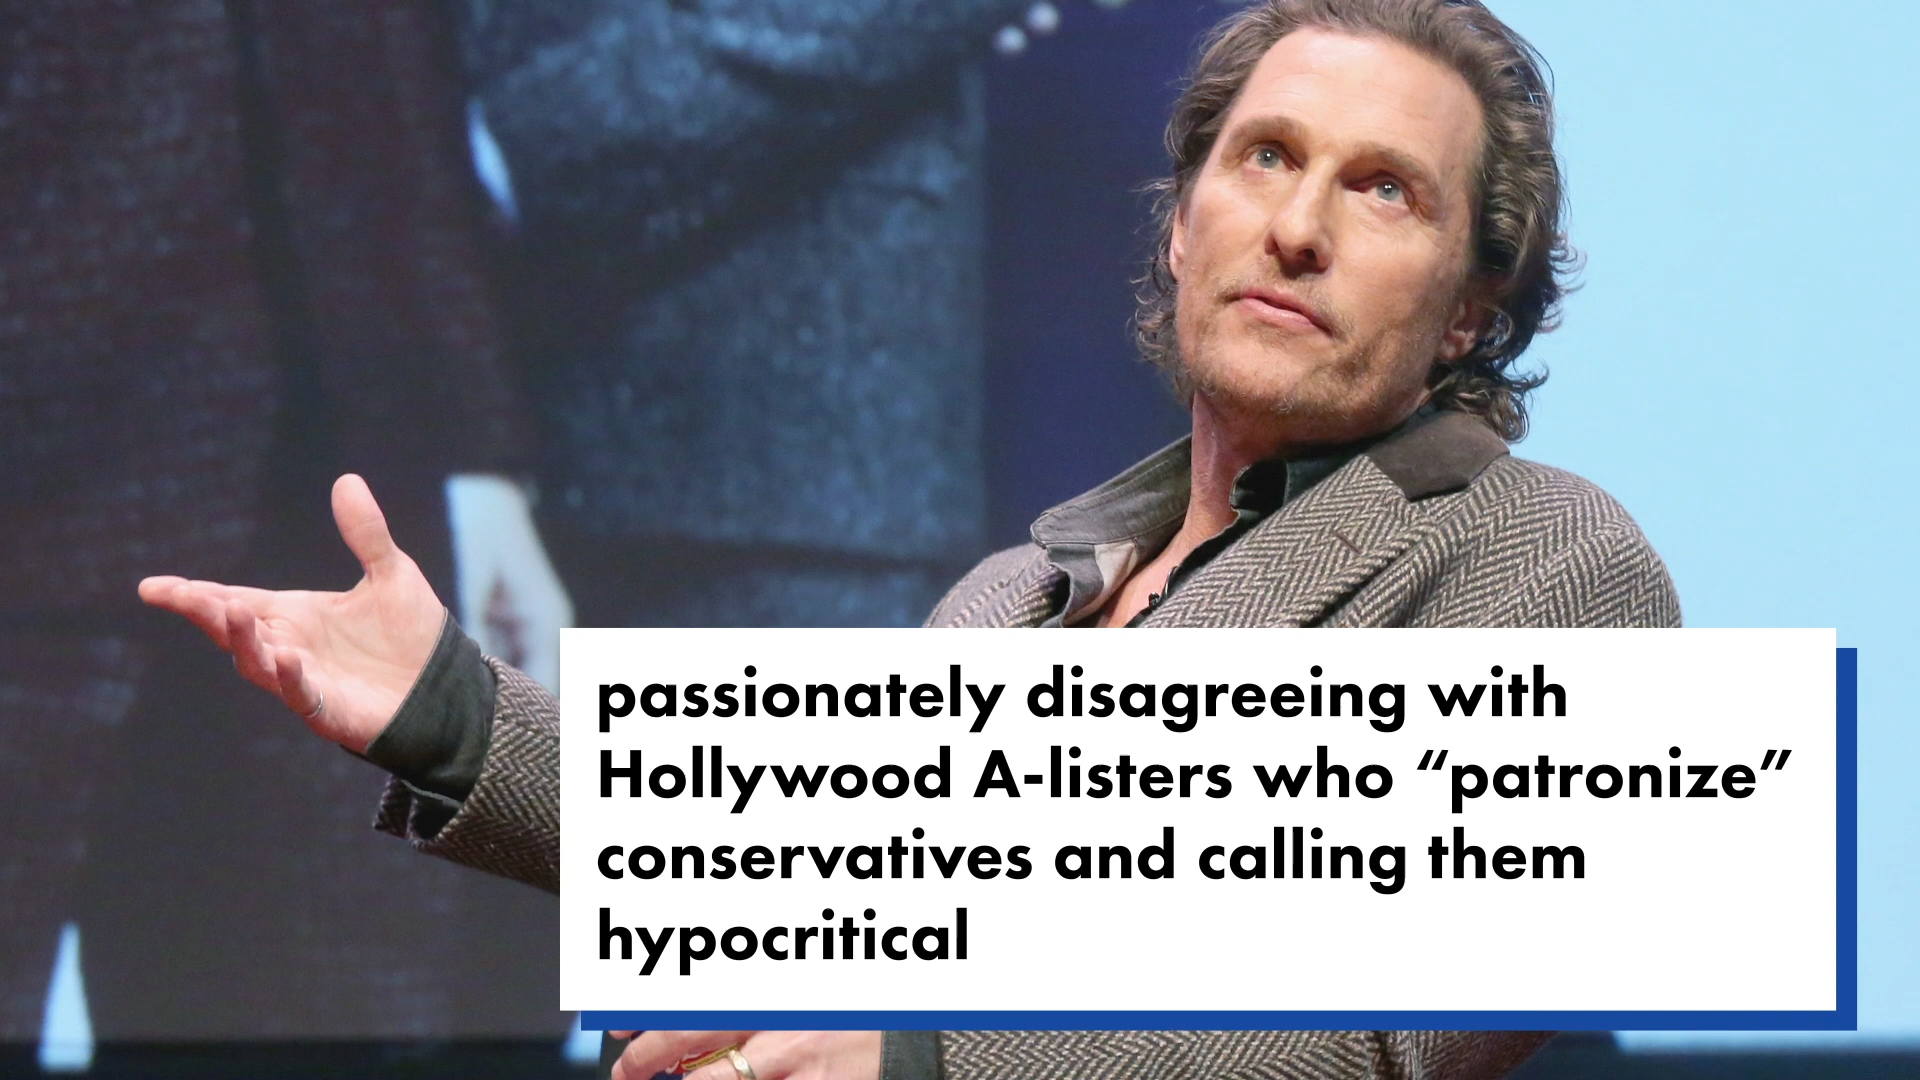 passionately disagreeing with
Hollywood A-listers who “patronize”
conservatives and calling them
hypocritical